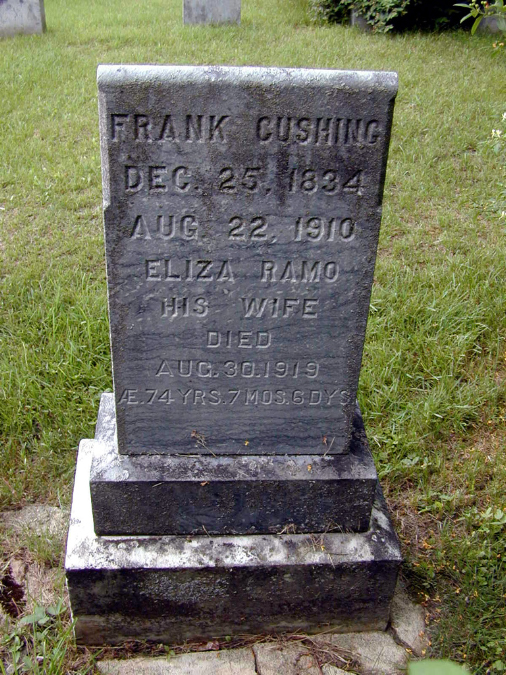 FRANK CUSHING
DEC. 25, 1834
AUG. 22, 1910
ELIZA RAMO
HIS WIFE
DIED
AUG. 30. 1919
Æ. 74 YRS. 7 MOS. 6 DYS.